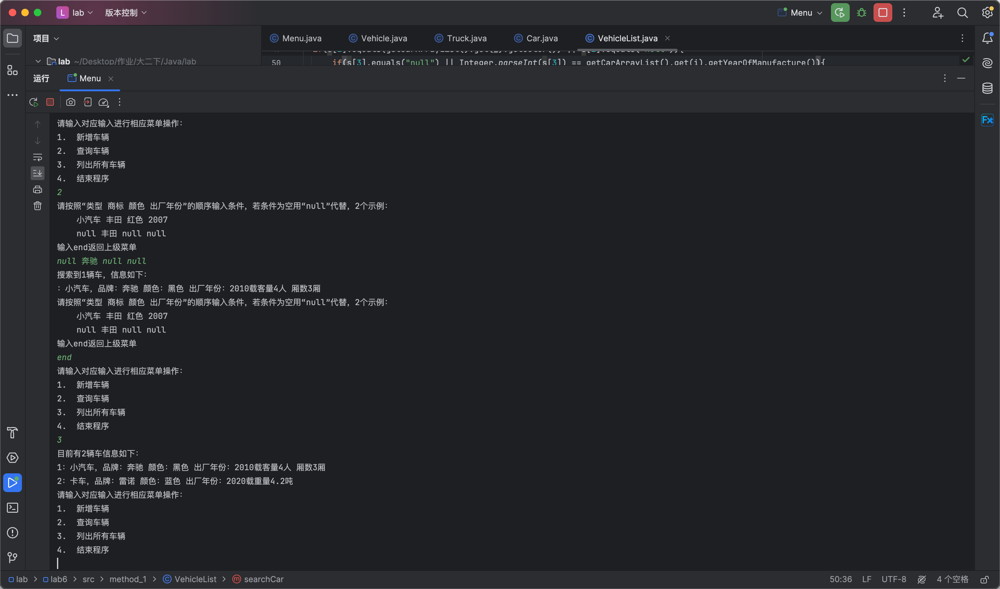 L lab 版本控制 Menu
项目 Menu.java Vehicle.java Truck.java Car.java VehicleList.java
lab ~/Desktop/作业/大二下/Java/lab
50 if(s[3].equals("null") || Integer.parseInt(s[3]) == getCarArrayList().get(i).getYearOfManufacture()){
运行 Menu
请输入对应输入进行相应菜单操作：
1. 新增车辆
2. 查询车辆
3. 列出所有车辆
4. 结束程序
2
请按照“类型 商标 颜色 出厂年份”的顺序输入条件，若条件为空用“null”代替，2个示例：
小汽车 丰田 红色 2007
null 丰田 null null
输入end返回上级菜单
null 奔驰 null null
搜索到1辆车，信息如下：
：小汽车，品牌：奔驰 颜色：黑色 出厂年份：2010载客量4人 厢数3厢
请按照“类型 商标 颜色 出厂年份”的顺序输入条件，若条件为空用“null”代替，2个示例：
小汽车 丰田 红色 2007
null 丰田 null null
输入end返回上级菜单
end
请输入对应输入进行相应菜单操作：
1. 新增车辆
2. 查询车辆
3. 列出所有车辆
4. 结束程序
3
目前有2辆车信息如下：
1：小汽车，品牌：奔驰 颜色：黑色 出厂年份：2010载客量4人 厢数3厢
2：卡车，品牌：雷诺 颜色：蓝色 出厂年份：2020载重量4.2吨
请输入对应输入进行相应菜单操作：
1. 新增车辆
2. 查询车辆
3. 列出所有车辆
4. 结束程序
Fx
lab > lab6 > src > method_1 > VehicleList > searchCar 50:36 LF UTF-8 4 个空格